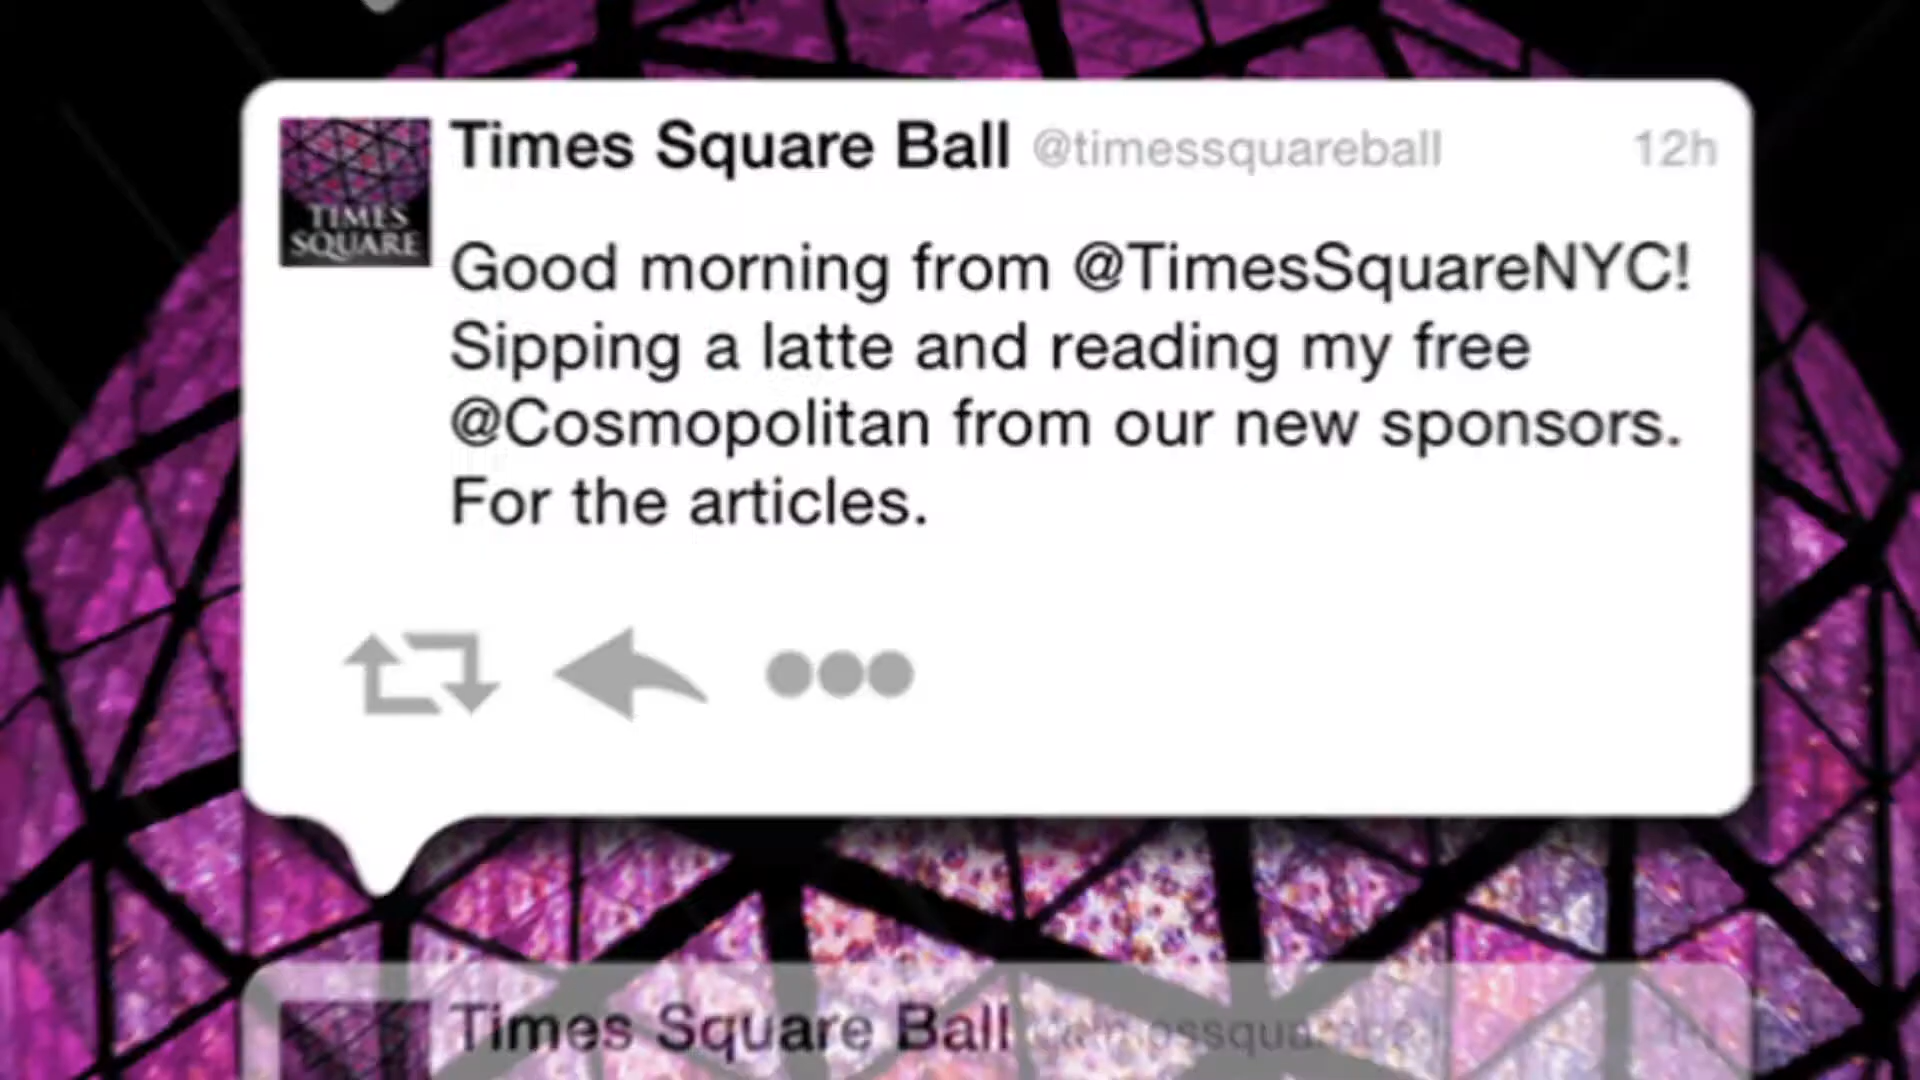 Times Square Ball @timessquareball 12h
TIMES
SQUARE
Good morning from @TimesSquareNYC!
Sipping a latte and reading my free
@Cosmopolitan from our new sponsors.
For the articles.
Times Square Ball